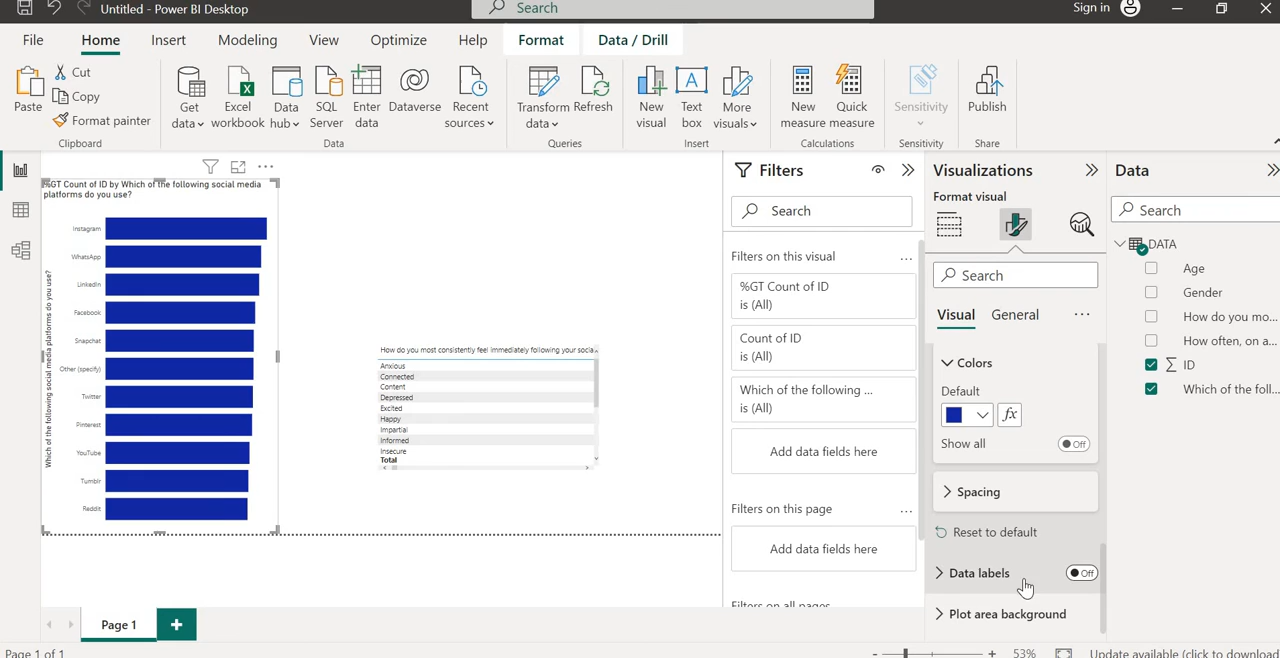 Untitled - Power BI Desktop
Search
Sign in
File
Home
Insert
Modeling
View
Optimize
Help
Format
Data / Drill
Paste
Cut
Copy
Format painter
Clipboard
Get data
Excel workbook
Data hub
SQL Server
Enter data
Dataverse
Recent sources
Data
Transform data
Refresh
Queries
New visual
Text box
More visuals
Insert
New measure
Quick measure
Calculations
Sensitivity
Sensitivity
Publish
Share
%GT Count of ID by Which of the following social media
platforms do you use?
Which of the following social media platforms do you use?
Instagram
WhatsApp
LinkedIn
Facebook
Snapchat
Other (specify)
Twitter
Pinterest
YouTube
Tumblr
Reddit
How do you most consistently feel immediately following your socia
Anxious
Connected
Content
Depressed
Excited
Happy
Impartial
Informed
Insecure
Total
Filters
Search
Filters on this visual
...
%GT Count of ID
is (All)
Count of ID
is (All)
Which of the following ...
is (All)
Add data fields here
Filters on this page
...
Add data fields here
Filters on all pages
Visualizations
Format visual
Search
Visual
General
...
Colors
Default
fx
Show all
Off
Spacing
Reset to default
Data labels
Off
Plot area background
Data
Search
DATA
Age
Gender
How do you mo...
How often, on a...
∑ ID
Which of the foll...
Page 1
+
Page 1 of 1
- + 53%
Update available (click to download